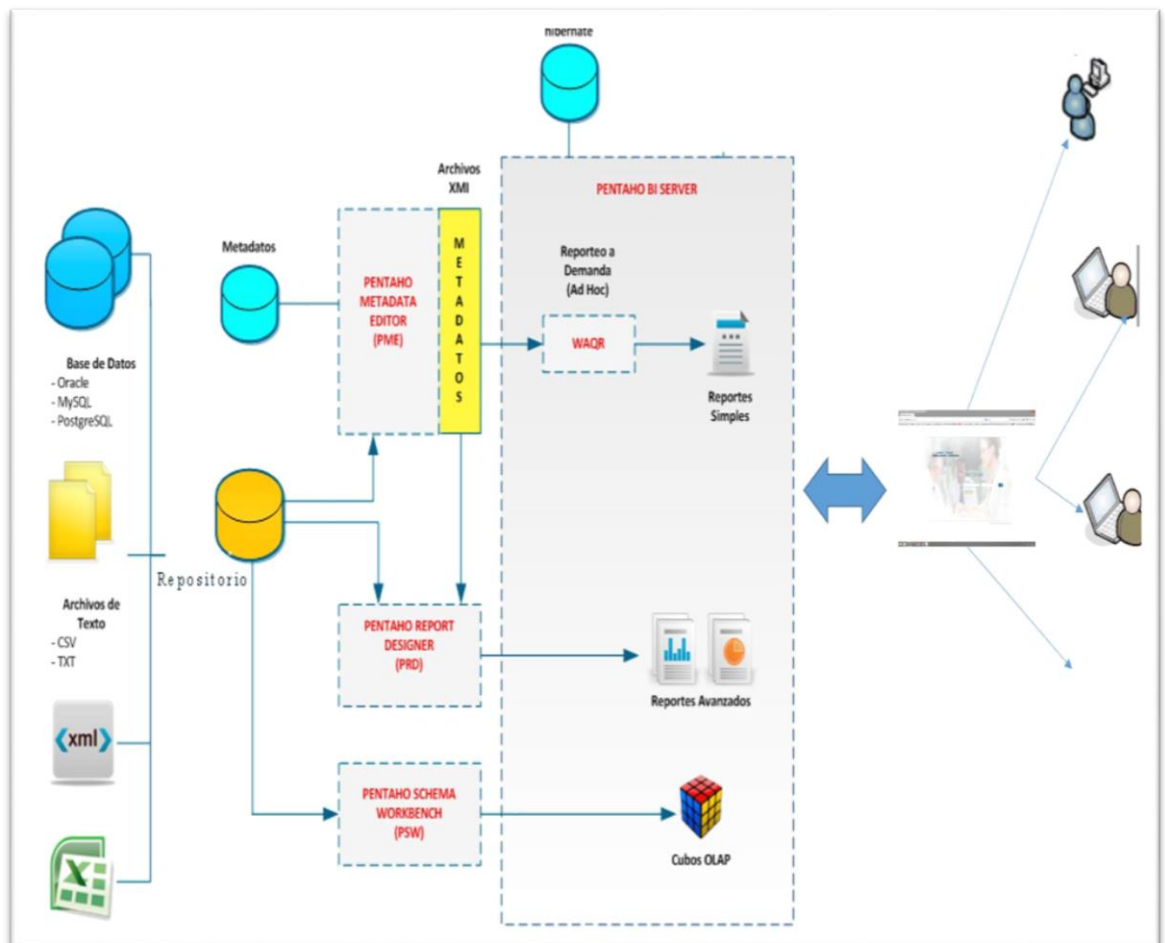 hibernate
Archivos
XMI
PENTAHO BI SERVER
Metadatos
PENTAHO
METADATA
EDITOR
(PME)
M
E
T
A
D
A
T
O
S
Reporteo a
Demanda
(Ad Hoc)
WAQR
Reportes
Simples
Base de Datos
- Oracle
- MySQL
- PostgreSQL
Repositorio
Archivos de
Texto
- CSV
- TXT
PENTAHO REPORT
DESIGNER
(PRD)
Reportes Avanzados
<xml>
PENTAHO SCHEMA
WORKBENCH
(PSW)
Cubos OLAP
X